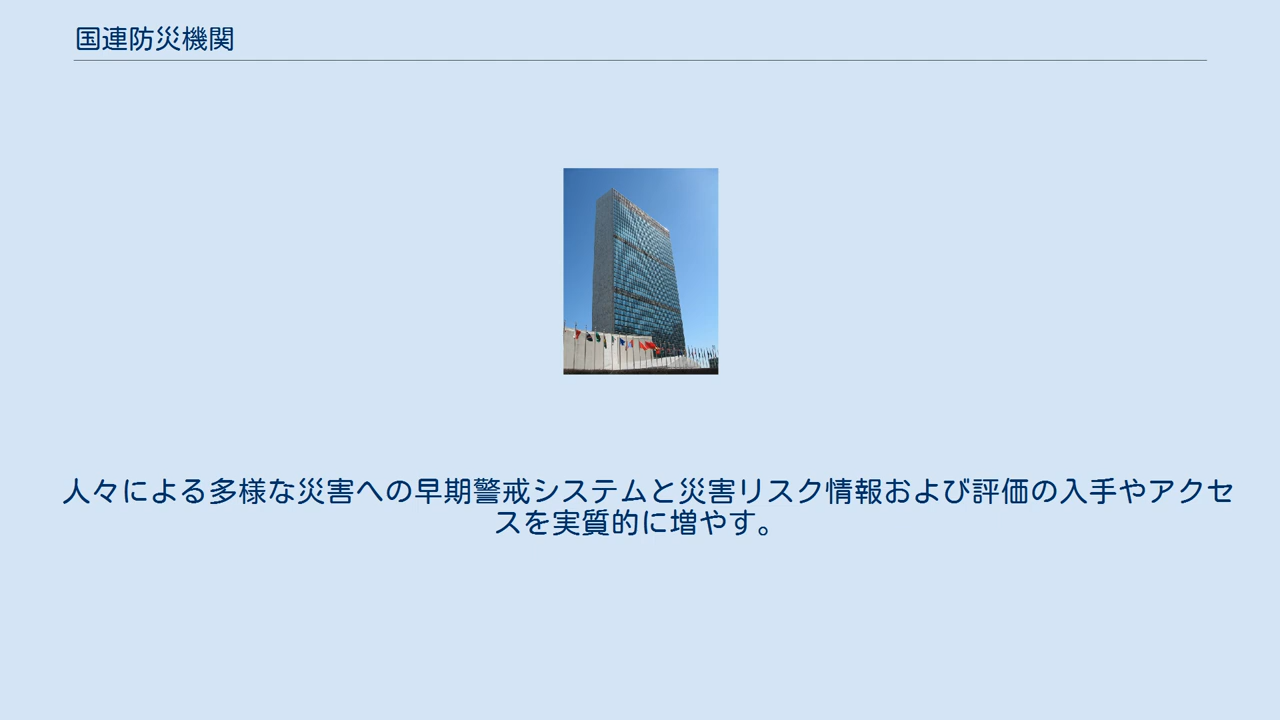 国連防災機関
人々による多様な災害への早期警戒システムと災害リスク情報および評価の入手やアクセ
スを実質的に増やす。